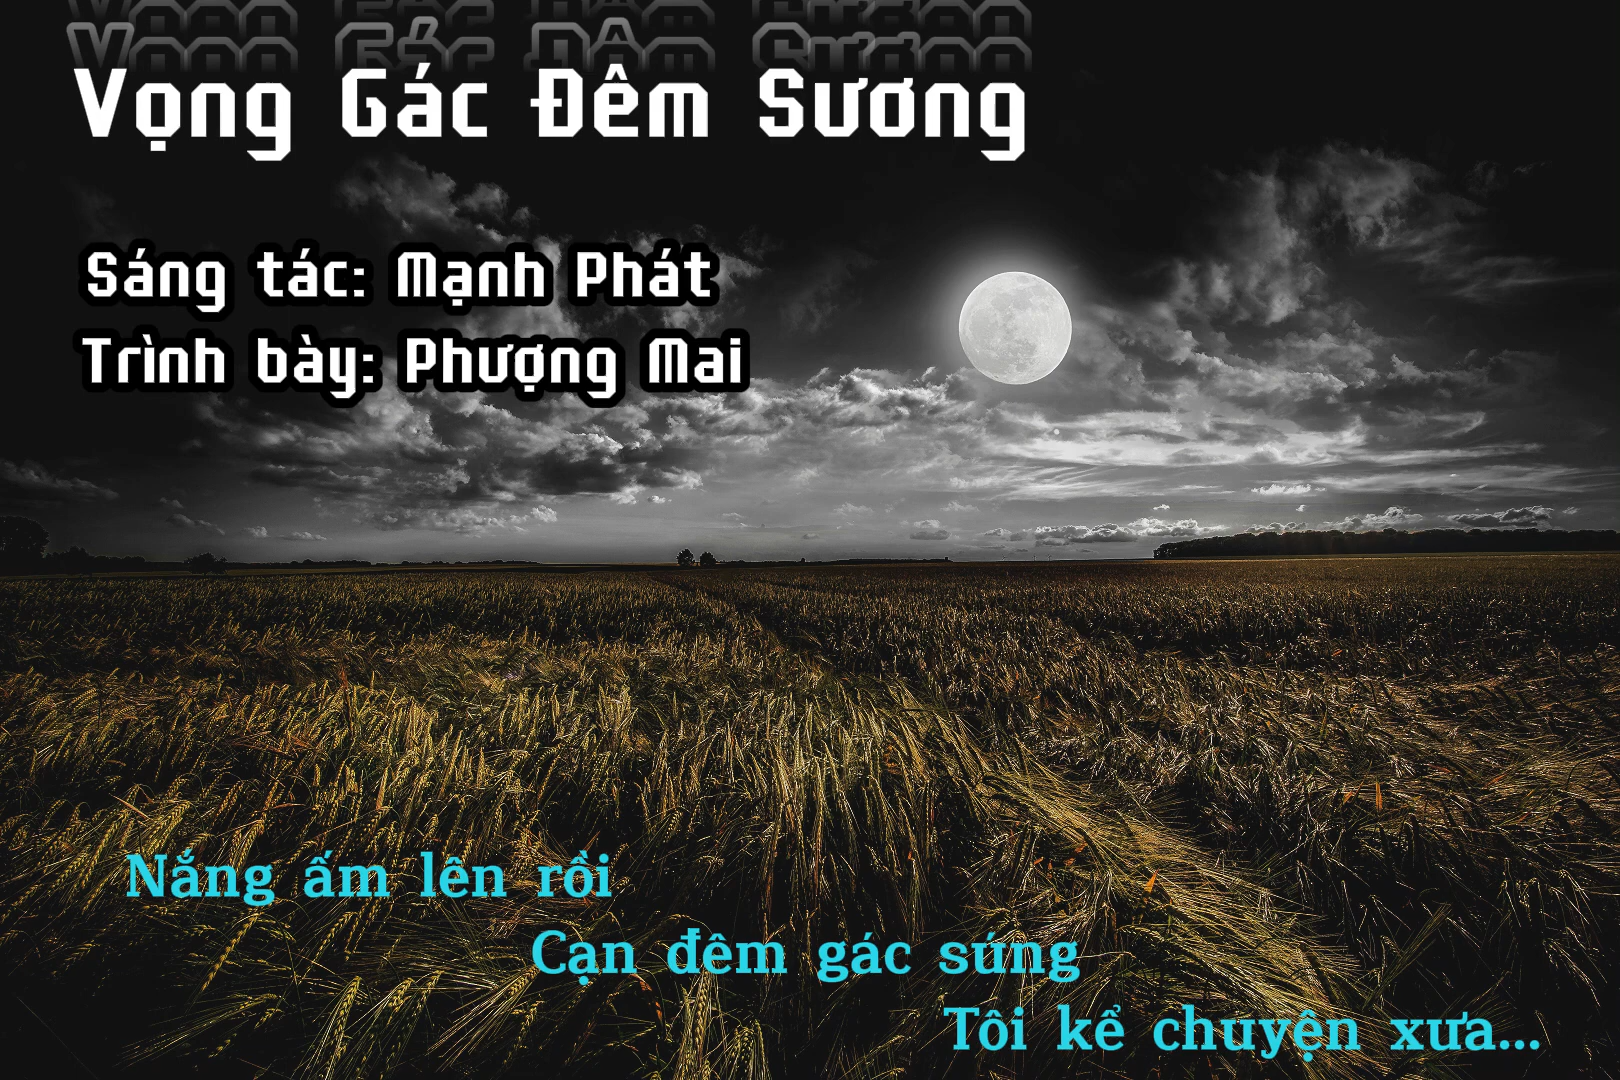 Vọng Gác Đêm Sương
Sáng tác: Mạnh Phát
Trình bày: Phượng Mai
Nắng ấm lên rồi
Cạn đêm gác súng
Tôi kể chuyện xưa...